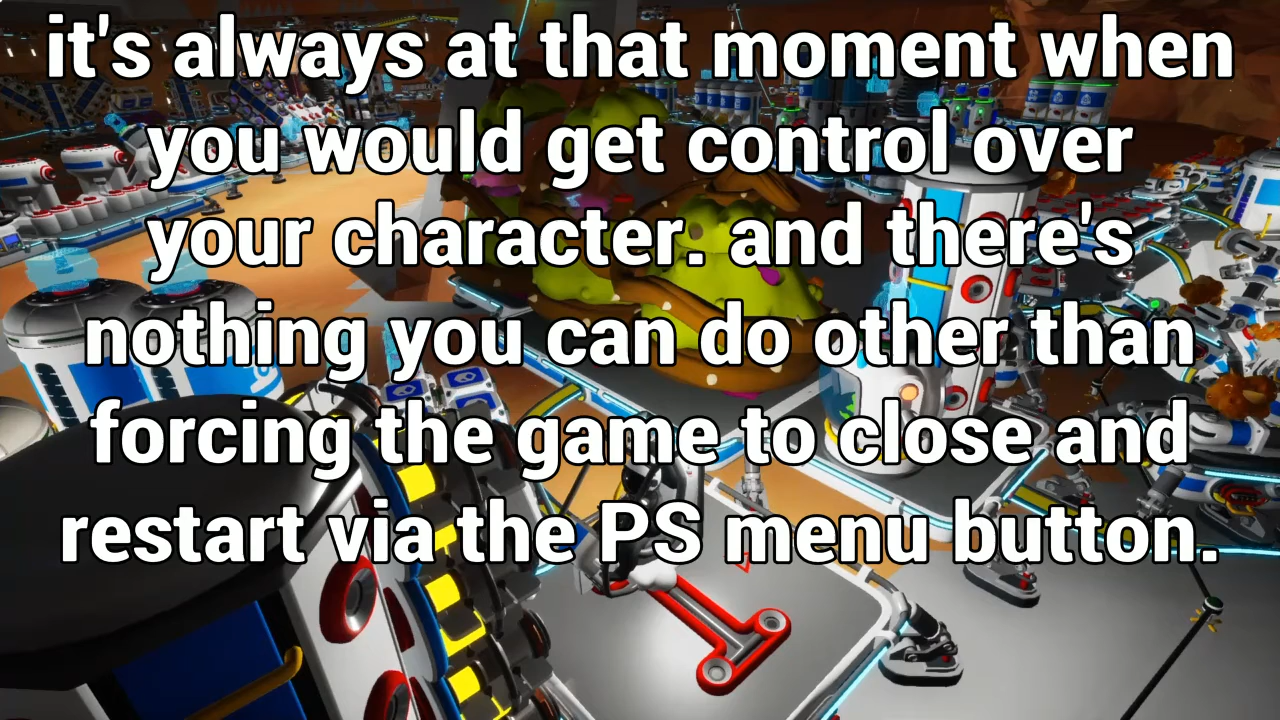 it's always at that moment when
you would get control over
your character. and there's
nothing you can do other than
forcing the game to close and
restart via the PS menu button.